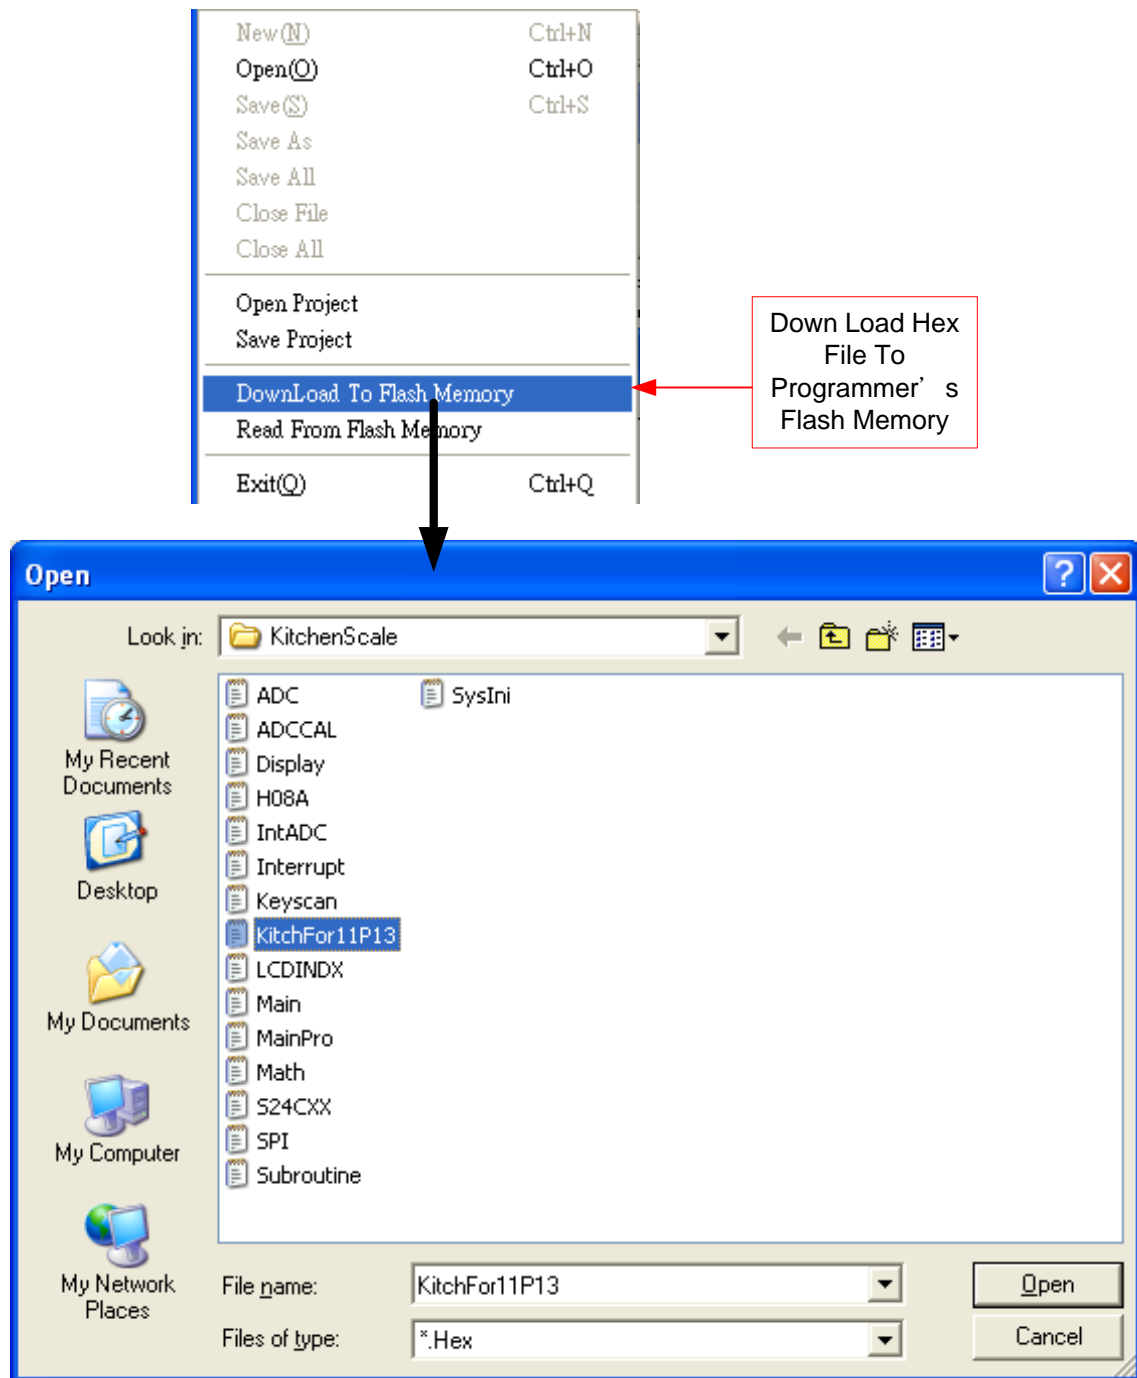 New(N) Ctrl+N
Open(O) Ctrl+O
Save(S) Ctrl+S
Save As
Save All
Close File
Close All
Open Project
Save Project
DownLoad To Flash Memory
Read From Flash Memory
Exit(Q) Ctrl+Q
Down Load Hex
File To
Programmer’s
Flash Memory
Open
Look in: KitchenScale
My Recent
Documents
Desktop
My Documents
My Computer
My Network
Places
ADC
ADCCAL
Display
H08A
IntADC
Interrupt
Keyscan
KitchFor11P13
LCDINDX
Main
MainPro
Math
S24CXX
SPI
Subroutine
SysIni
File name: KitchFor11P13 Open
Files of type: *.Hex Cancel